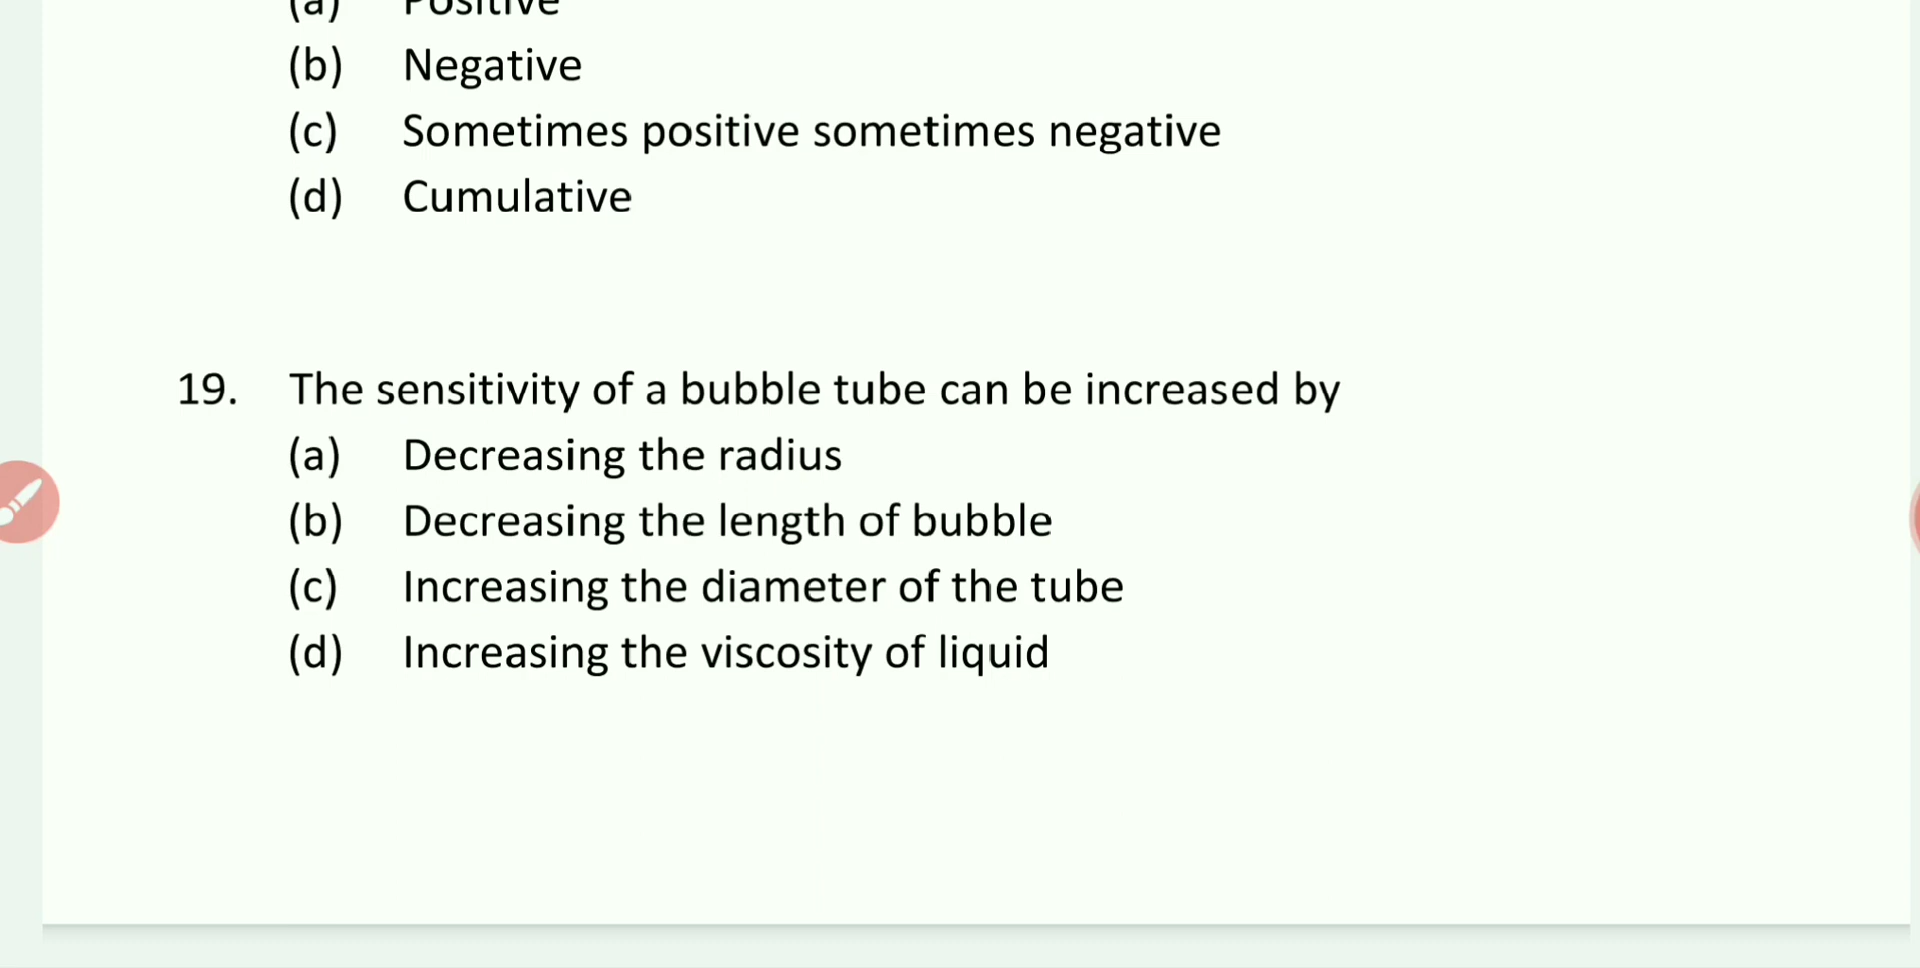 (a) Positive
(b) Negative
(c) Sometimes positive sometimes negative
(d) Cumulative
19. The sensitivity of a bubble tube can be increased by
(a) Decreasing the radius
(b) Decreasing the length of bubble
(c) Increasing the diameter of the tube
(d) Increasing the viscosity of liquid